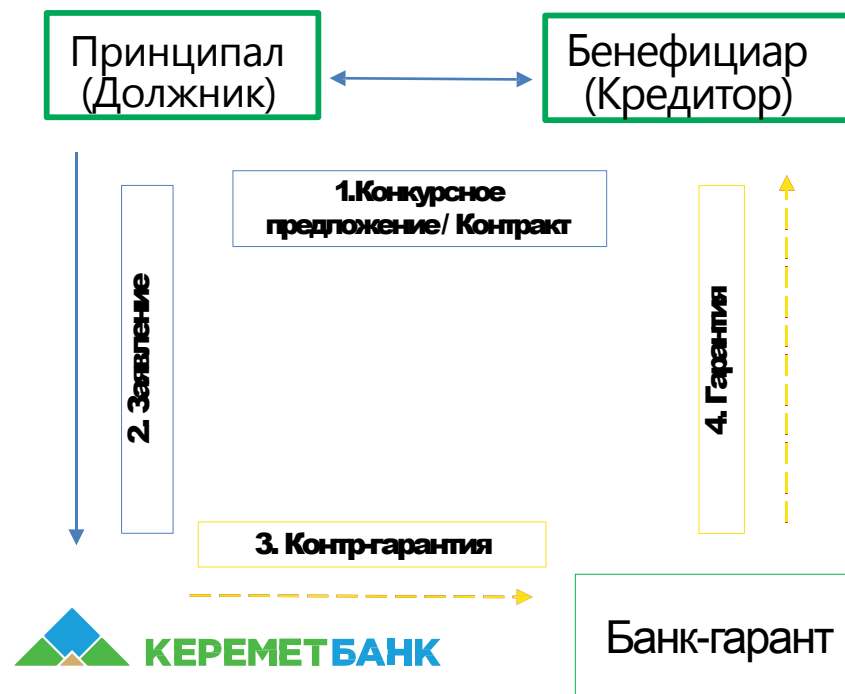 Принципал
(Должник)
Бенефициар
(Кредитор)
1.Конкурсное
предложение / Контракт
2. Заявление
4. Гарантия
3. Контр-гарантия
КЕРЕМЕТБАНК
Банк-гарант